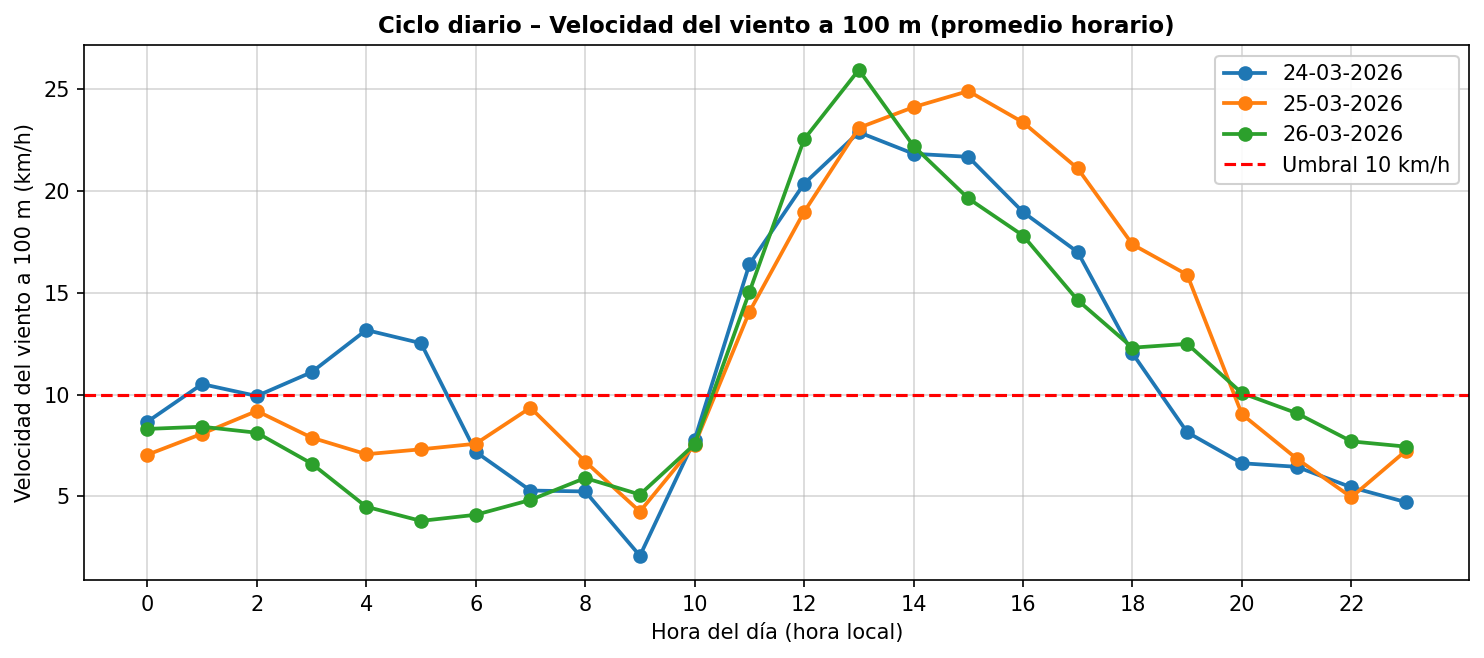 Ciclo diario – Velocidad del viento a 100 m (promedio horario)
Velocidad del viento a 100 m (km/h)
25
20
15
10
5
24-03-2026
25-03-2026
26-03-2026
Umbral 10 km/h
0 2 4 6 8 10 12 14 16 18 20 22
Hora del día (hora local)